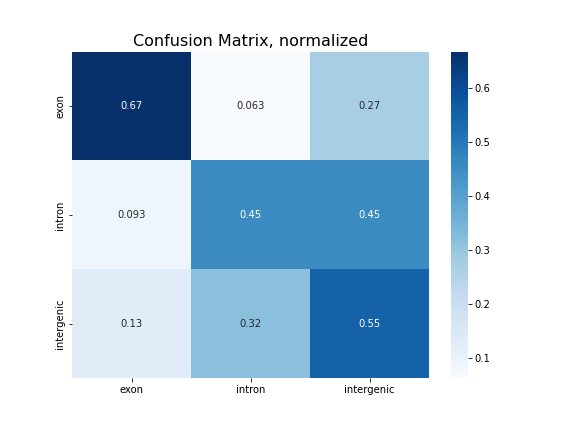 Confusion Matrix, normalized
exon
0.67
0.063
0.27
intron
0.093
0.45
0.45
intergenic
0.13
0.32
0.55
exon
intron
intergenic
0.6
0.5
0.4
0.3
0.2
0.1